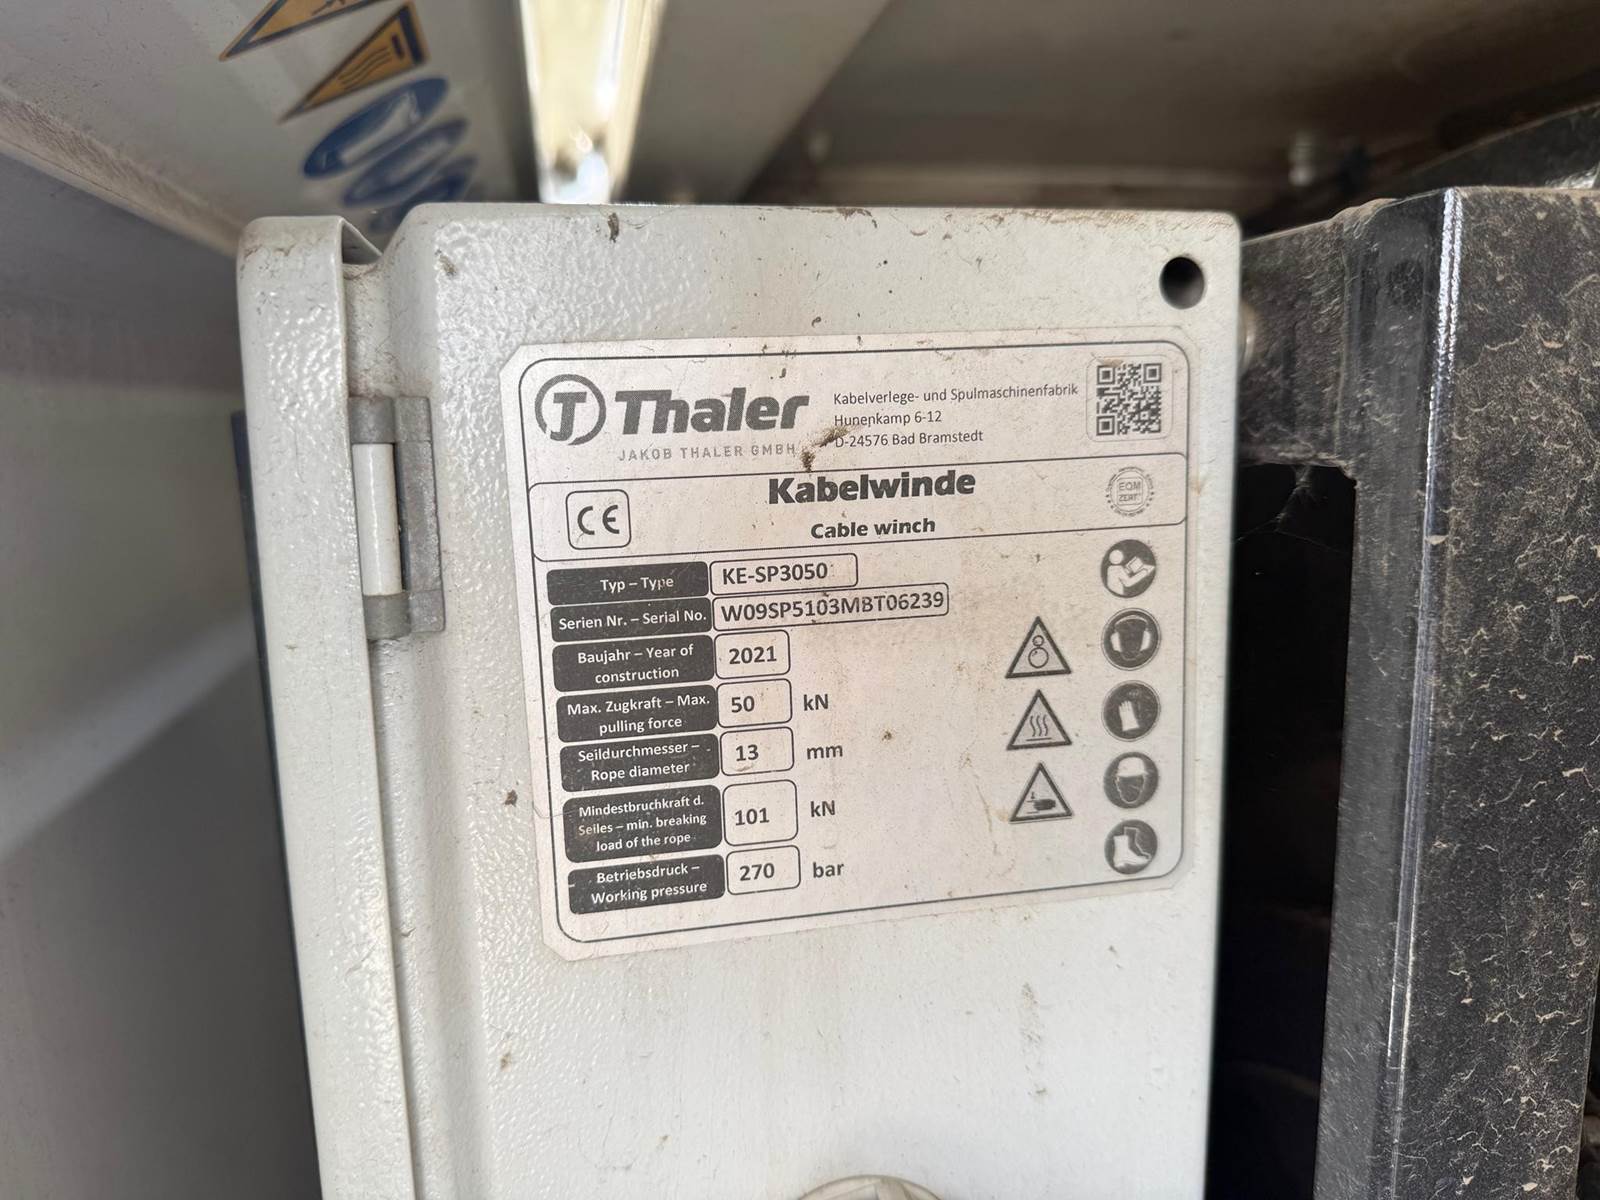 Thaler
JAKOB THALER GMBH
Kabelverlege- und Spulmaschinenfabrik
Hunenkamp 6-12
D-24576 Bad Bramstedt
Kabelwinde
Cable winch
CE
EQM
ZERT
Typ – Type KE-SP3050
Serien Nr. – Serial No. W09SP5103MBT06239
Baujahr – Year of
construction 2021
Max. Zugkraft – Max.
pulling force 50 kN
Seildurchmesser –
Rope diameter 13 mm
Mindestbruchkraft d.
Seiles – min. breaking
load of the rope 101 kN
Betriebsdruck –
Working pressure 270 bar